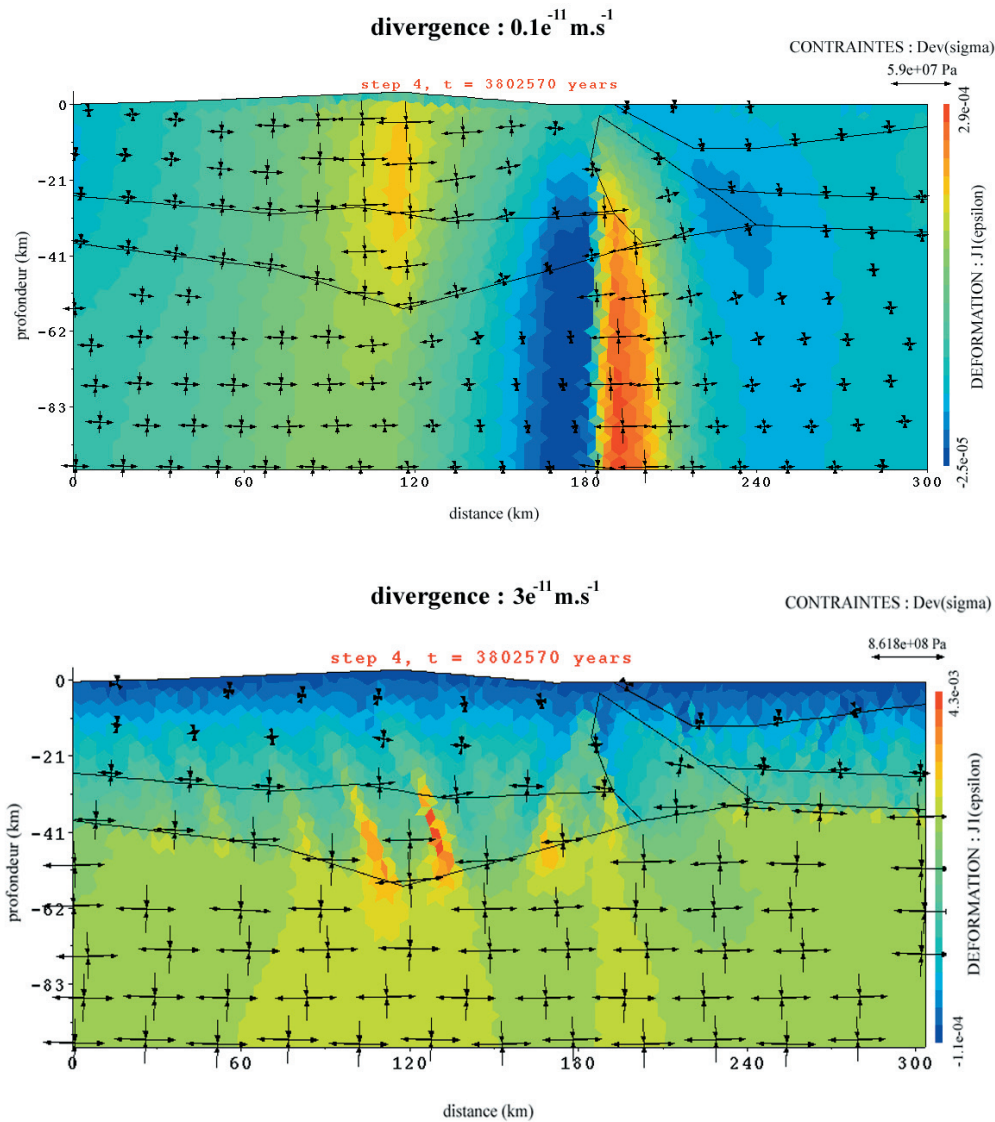 divergence : 0.1e⁻¹¹ m.s⁻¹
CONTRAINTES : Dev(sigma)
5.9e+07 Pa
step 4, t = 3802570 years
0
-21
-41
-62
-83
profondeur (km)
0 60 120 180 240 300
distance (km)
2.9e-04
-2.5e-05
DEFORMATION : J1(epsilon)
divergence : 3e⁻¹¹ m.s⁻¹
CONTRAINTES : Dev(sigma)
8.618e+08 Pa
step 4, t = 3802570 years
0
-21
-41
-62
-83
profondeur (km)
0 60 120 180 240 300
distance (km)
4.3e-03
-1.1e-04
DEFORMATION : J1(epsilon)